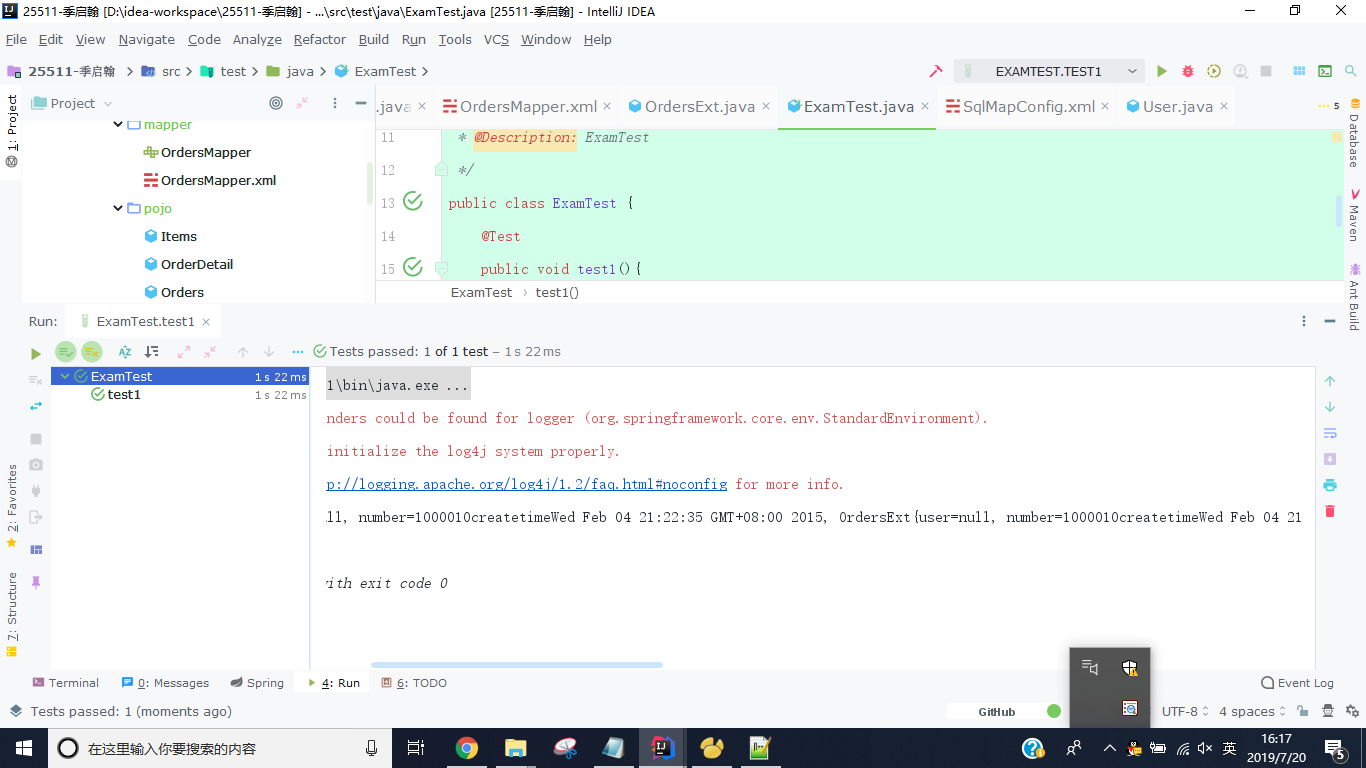 25511-季启翰 [D:\idea-workspace\25511-季启翰] - ...\src\test\java\ExamTest.java [25511-季启翰] - IntelliJ IDEA
File Edit View Navigate Code Analyze Refactor Build Run Tools VCS Window Help
25511-季启翰 src test java ExamTest EXAMTEST.TEST1
1: Project
Project
.java OrdersMapper.xml OrdersExt.java ExamTest.java SqlMapConfig.xml User.java 5
mapper
OrdersMapper
OrdersMapper.xml
pojo
Items
OrderDetail
Orders
11 * @Description: ExamTest
12 */
13 public class ExamTest {
14 @Test
15 public void test1(){
ExamTest test1()
Database
Maven
Ant Build
Run: ExamTest.test1
Tests passed: 1 of 1 test – 1 s 22 ms
ExamTest 1 s 22 ms
test1 1 s 22 ms
1\bin\java.exe ...
nders could be found for logger (org.springframework.core.env.StandardEnvironment).
initialize the log4j system properly.
p://logging.apache.org/log4j/1.2/faq.html#noconfig for more info.
ll, number=1000010createtimeWed Feb 04 21:22:35 GMT+08:00 2015, OrdersExt{user=null, number=1000010createtimeWed Feb 04 21
with exit code 0
2: Favorites
7: Structure
Terminal 0: Messages Spring 4: Run 6: TODO Event Log
Tests passed: 1 (moments ago) GitHub UTF-8 4 spaces
在这里输入你要搜索的内容
英
16:17
2019/7/20
5